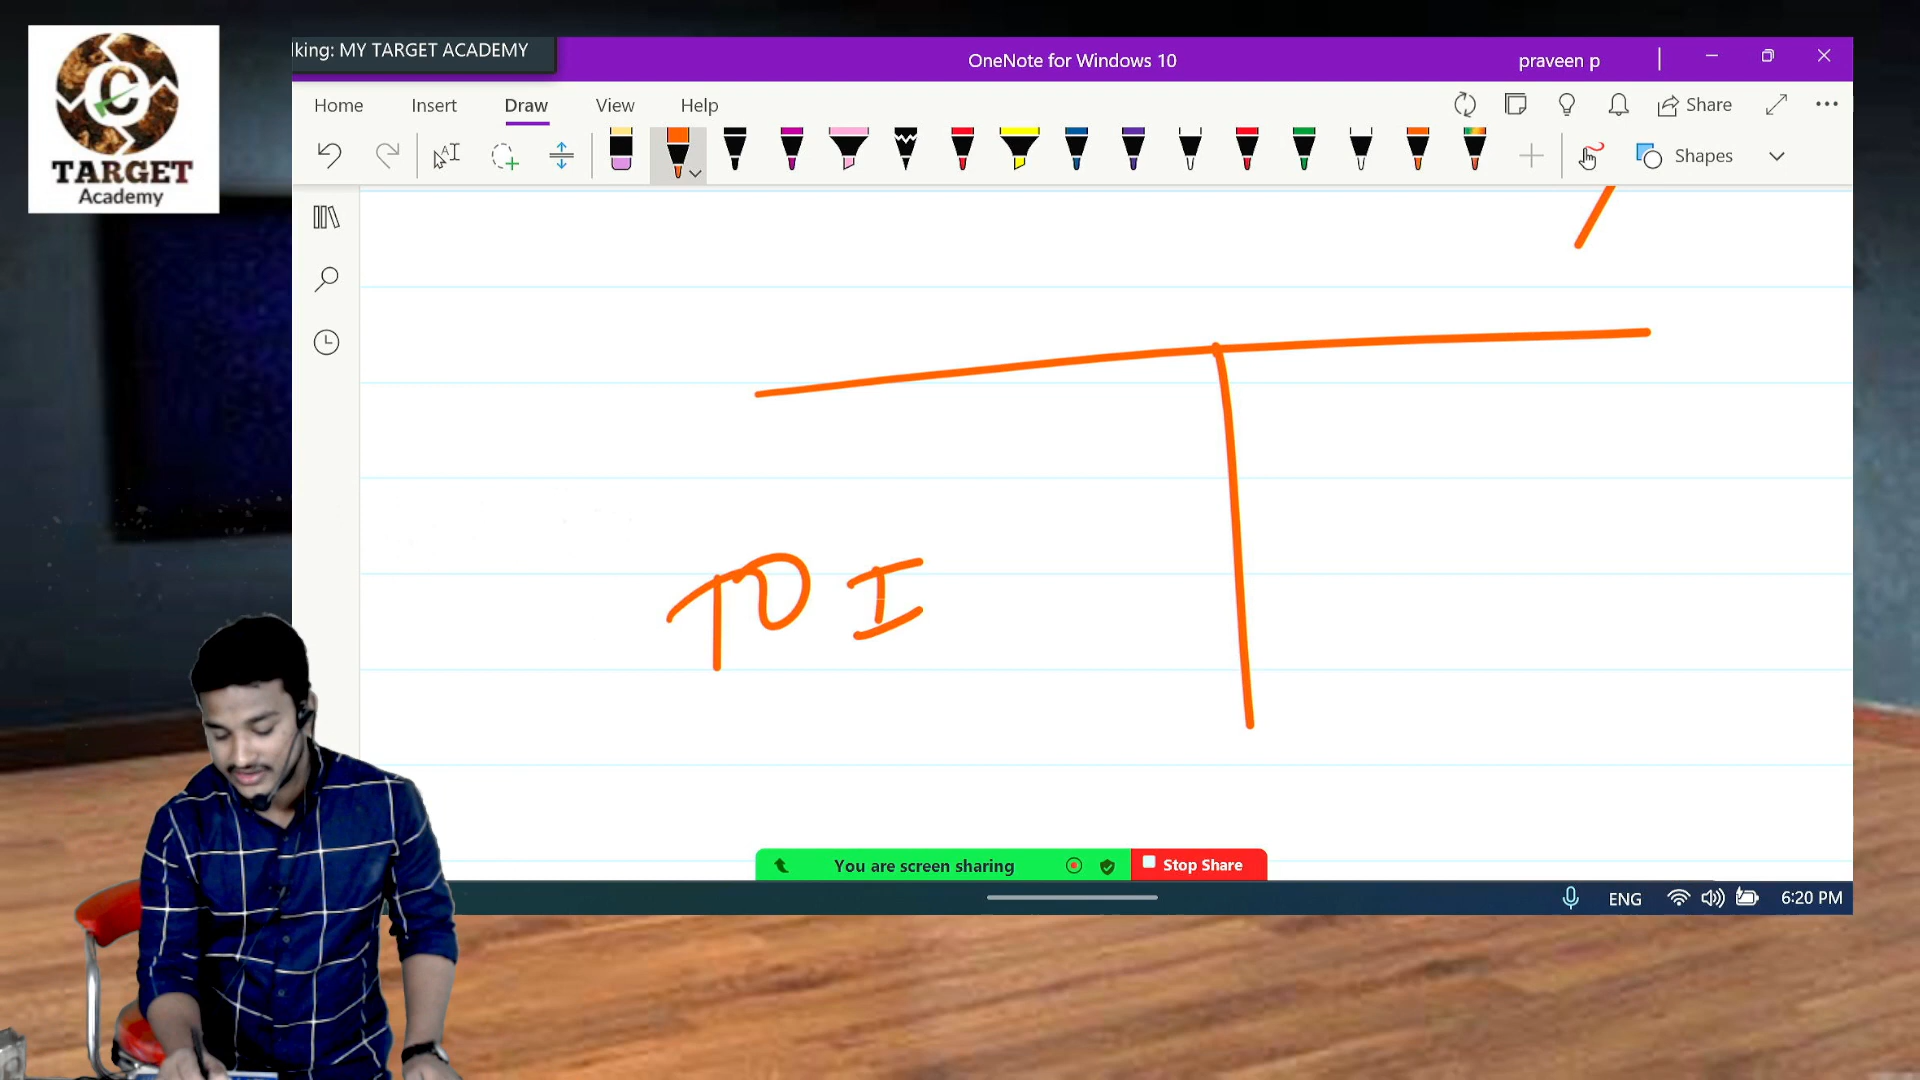 C
TARGET
Academy
lking: MY TARGET ACADEMY
OneNote for Windows 10
praveen p
Home Insert Draw View Help
Share
Shapes
TO I
You are screen sharing
Stop Share
ENG
6:20 PM